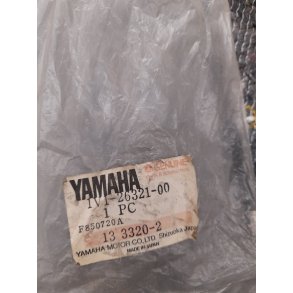 GENUINE
YAMAHA
1V1-26321-00
1 PC
F850720A
13 3320-2
YAMAHA MOTOR CO.,LTD. Shizuoka Japan
MADE IN JAPAN